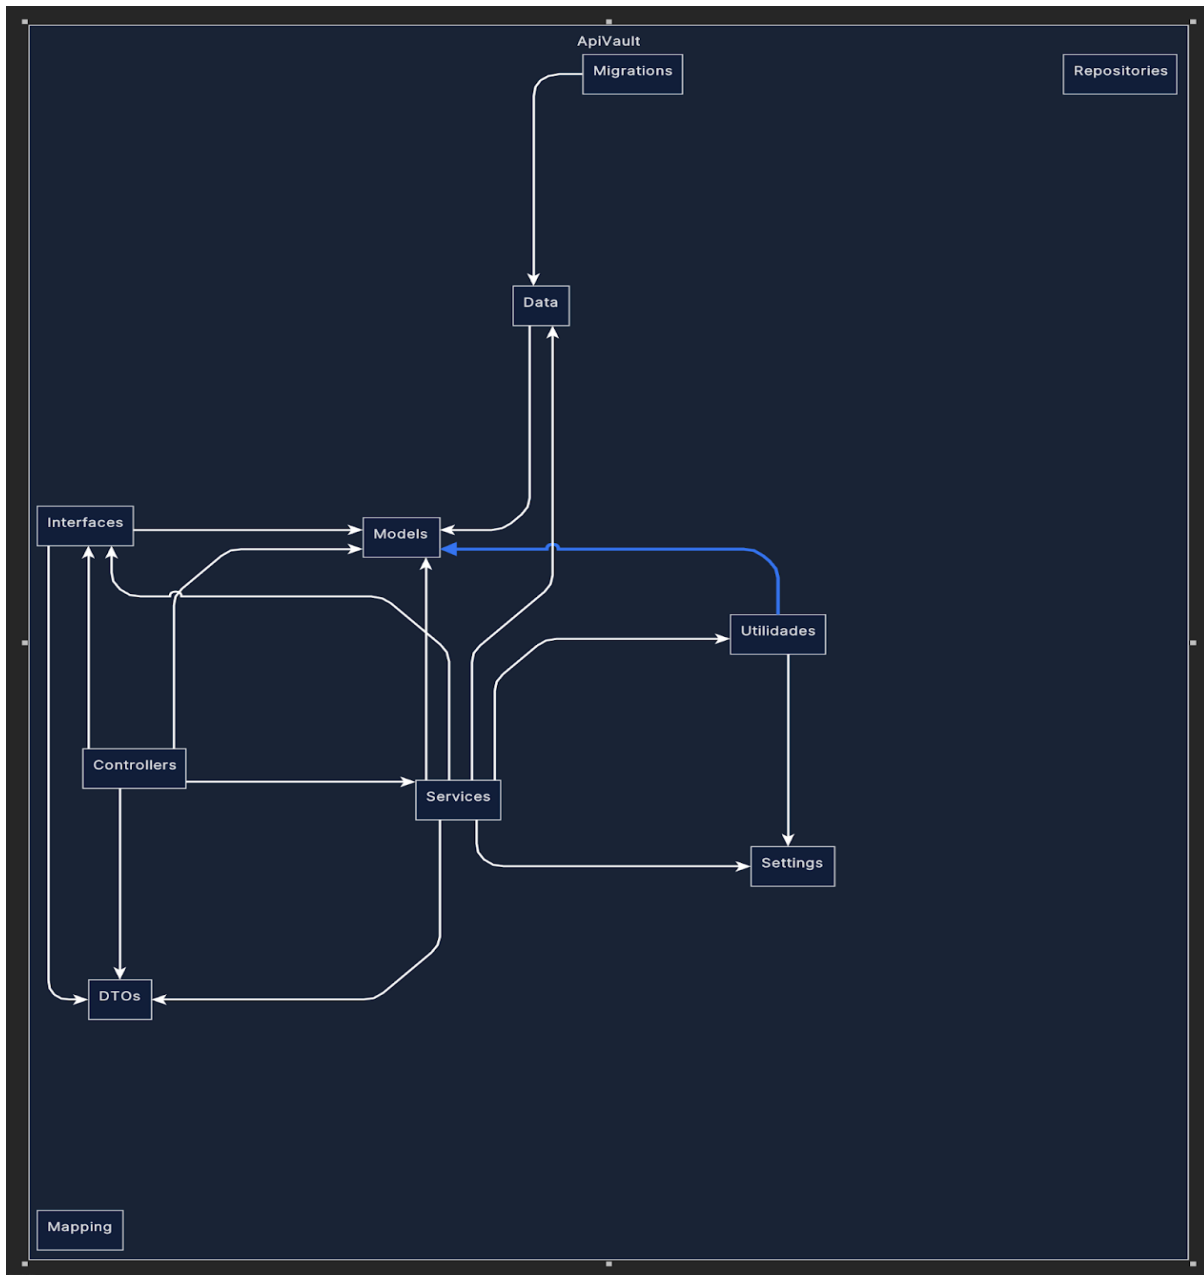 ApiVault
Migrations
Repositories
Data
Interfaces
Models
Utilidades
Controllers
Services
Settings
DTOs
Mapping